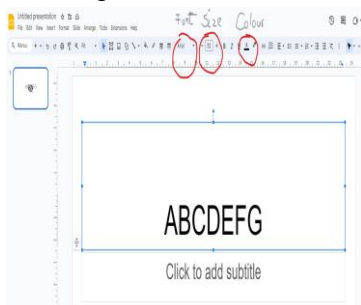 Untitled presentation
Font Size Colour
File Edit View Insert Format Slide Arrange Tools Extensions Help
Menus
ABCDEFG
Click to add subtitle